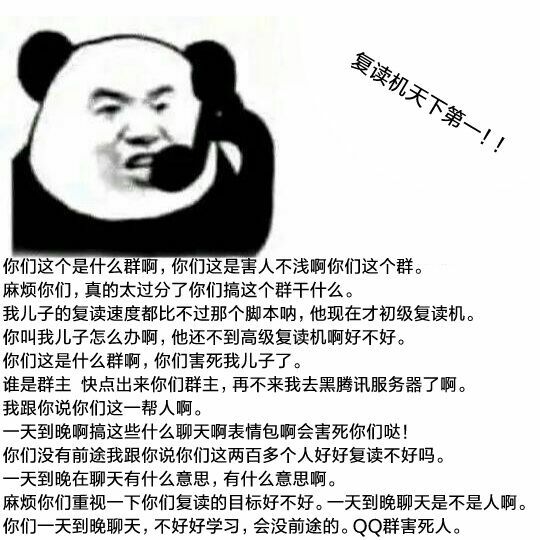 复读机天下第一！！
你们这个是什么群啊，你们这是害人不浅啊你们这个群。
麻烦你们，真的太过分了你们搞这个群干什么。
我儿子的复读速度都比不过那个脚本呐，他现在才初级复读机。
你叫我儿子怎么办啊，他还不到高级复读机啊好不好。
你们这是什么群啊，你们害死我儿子了。
谁是群主 快点出来你们群主，再不来我去黑腾讯服务器了啊。
我跟你说你们这一帮人啊。
一天到晚啊搞这些什么聊天啊表情包啊会害死你们哒！
你们没有前途我跟你说你们这两百多个人好好复读不好吗。
一天到晚在聊天有什么意思，有什么意思啊。
麻烦你们重视一下你们复读的目标好不好。一天到晚聊天是不是人啊。
你们一天到晚聊天，不好好学习，会没前途的。QQ群害死人。